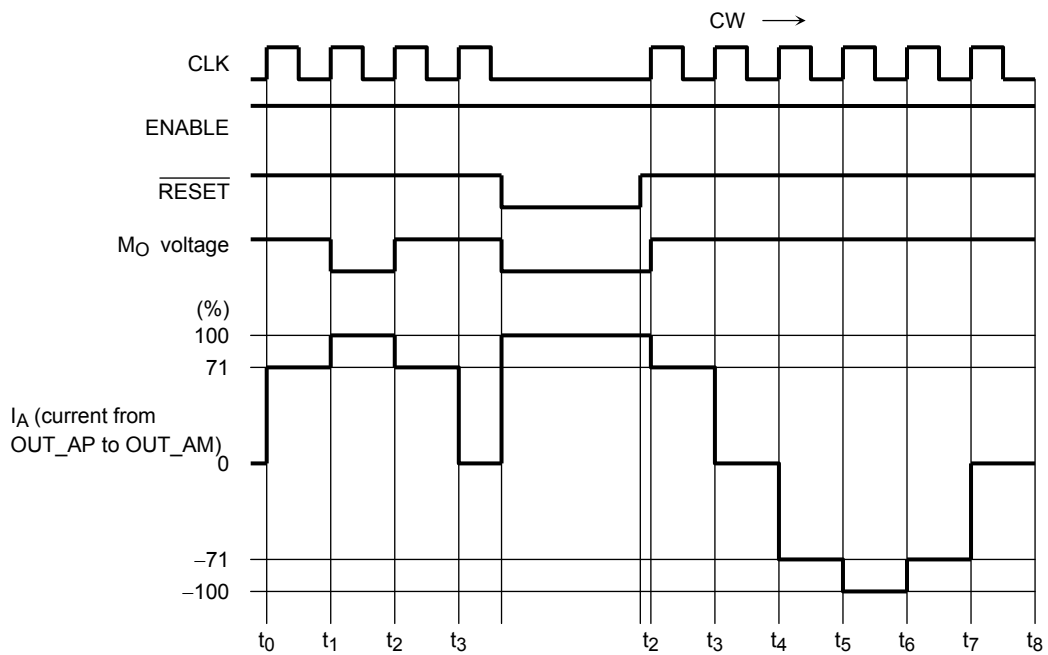 CW →
CLK
ENABLE
RESET
MO voltage
(%)
100
71
IA (current from
OUT_AP to OUT_AM)
0
−71
−100
t0 t1 t2 t3 t2 t3 t4 t5 t6 t7 t8